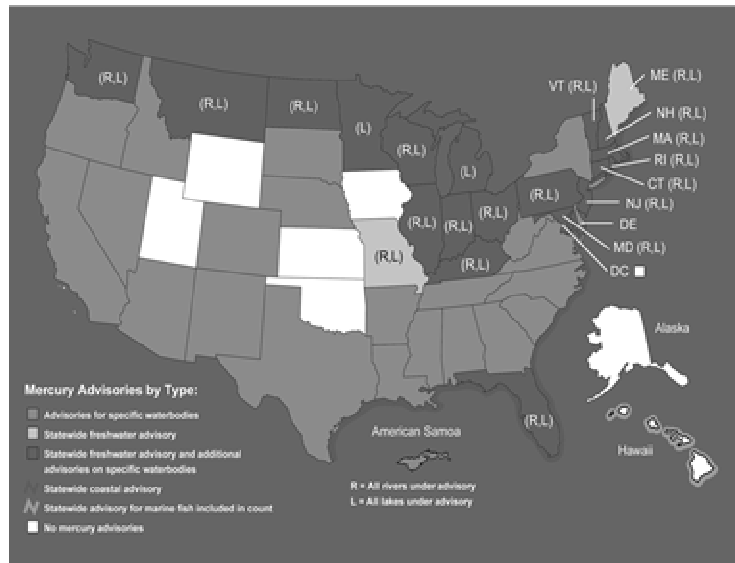 (R,L)
(R,L)
(R,L)
(L)
(R,L)
(L)
(R,L)
(R,L)
(R,L)
(R,L)
(R,L)
(R,L)
(R,L)
VT (R,L)
ME (R,L)
NH (R,L)
MA (R,L)
RI (R,L)
CT (R,L)
NJ (R,L)
DE
MD (R,L)
DC
Alaska
Hawaii
American Samoa
Mercury Advisories by Type:
Advisories for specific waterbodies
Statewide freshwater advisory
Statewide freshwater advisory and additional
advisories on specific waterbodies
Statewide coastal advisory
Statewide advisory for marine fish included in count
No mercury advisories
R = All rivers under advisory
L = All lakes under advisory